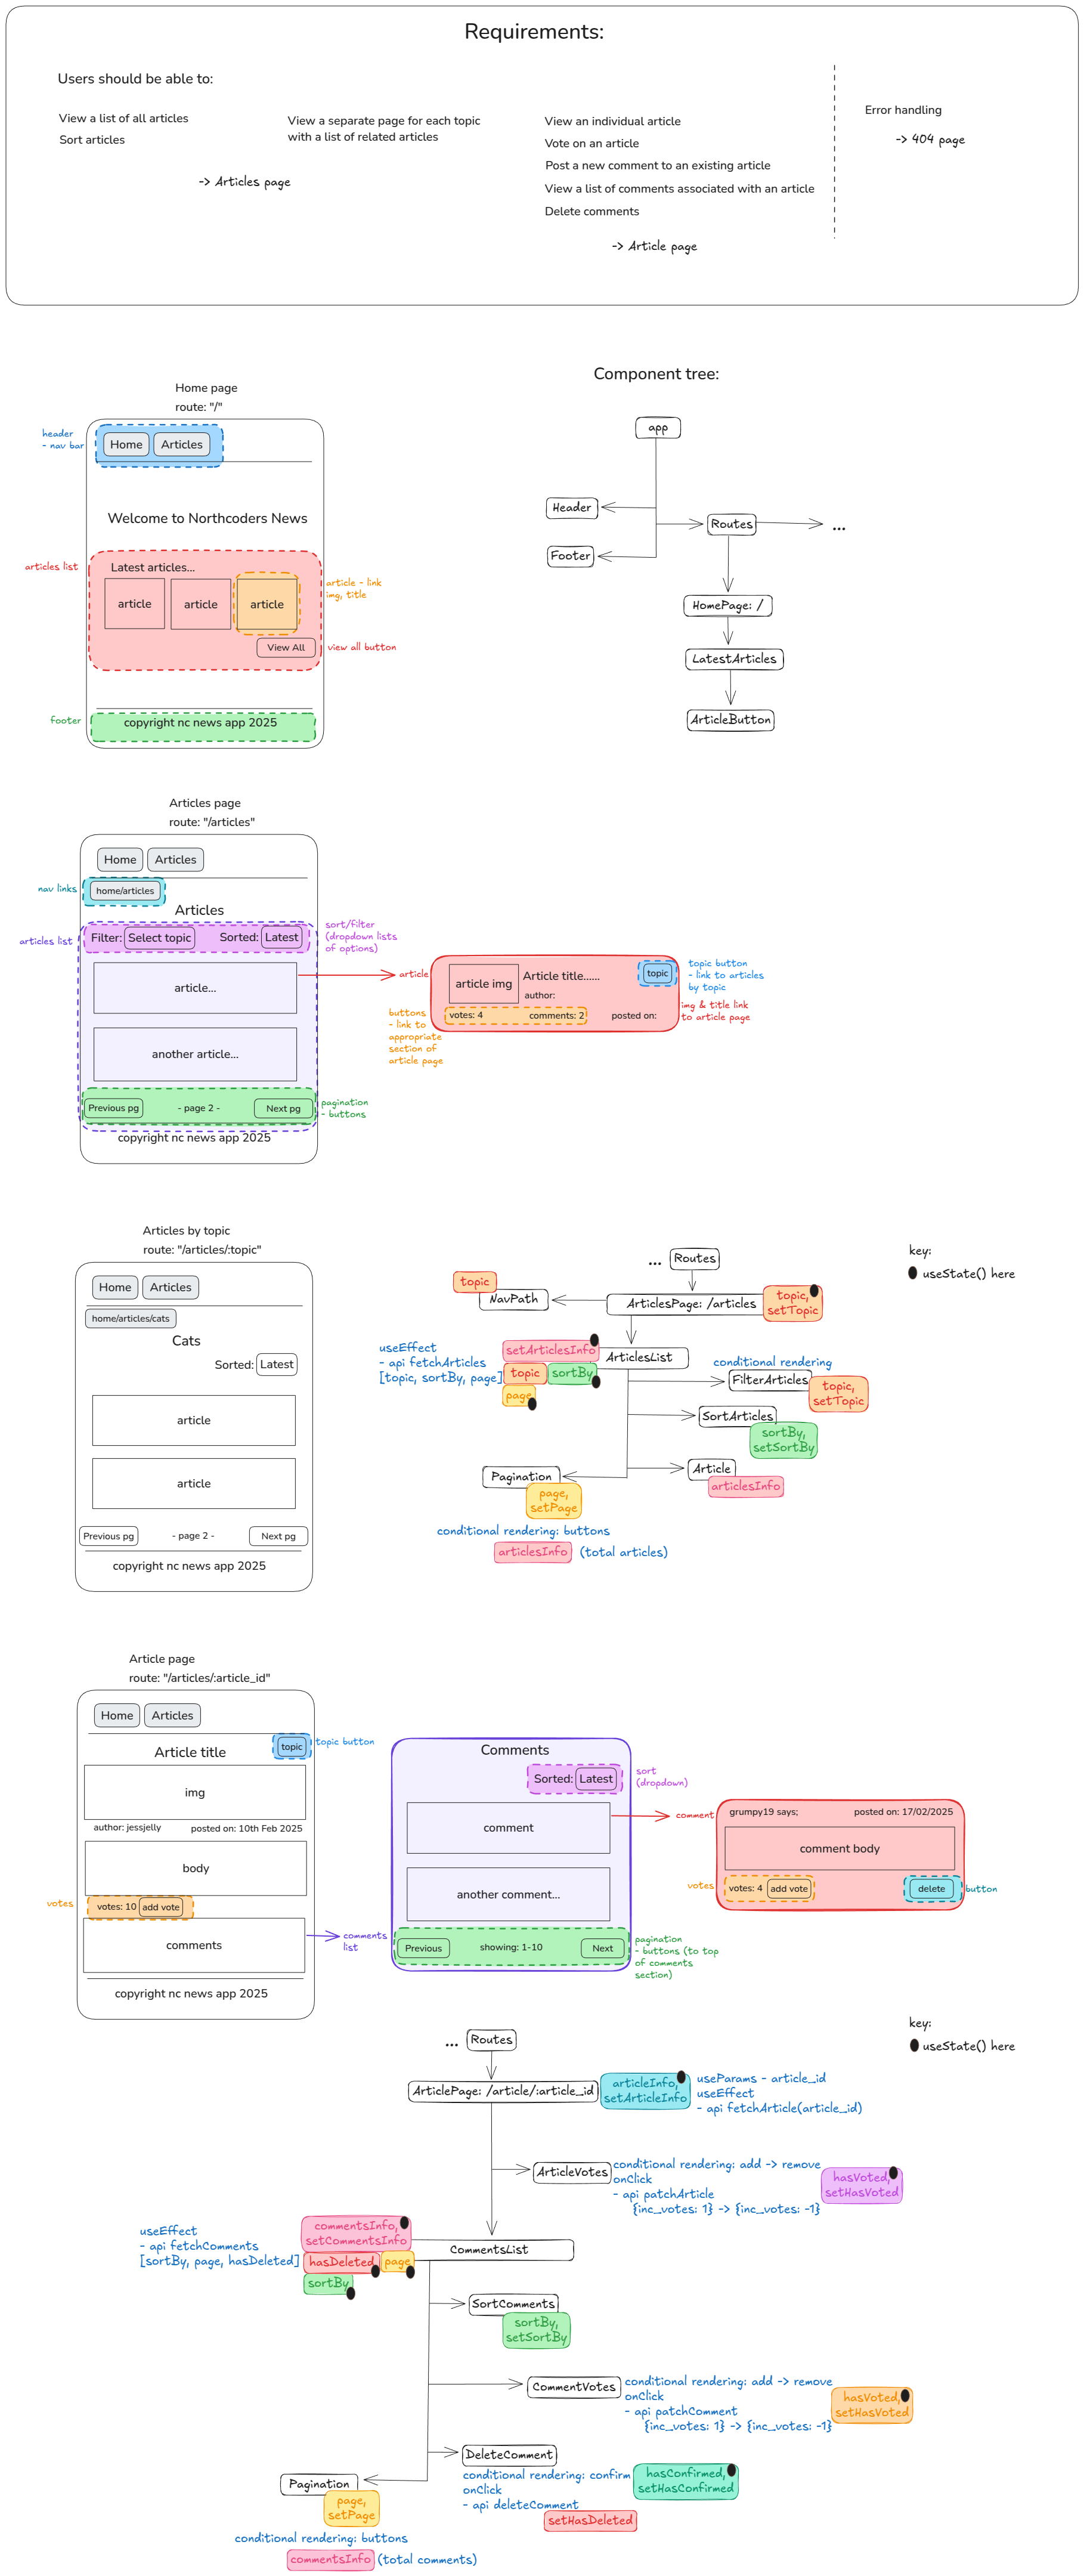 Requirements:
Users should be able to:
View a list of all articles
Sort articles
-> Articles page
View a separate page for each topic
with a list of related articles
View an individual article
Vote on an article
Post a new comment to an existing article
View a list of comments associated with an article
Delete comments
-> Article page
Error handling
-> 404 page
Home page
route: "/"
header
- nav bar
Home
Articles
Welcome to Northcoders News
articles list
Latest articles...
article
article
article
article - link
img, title
View All
view all button
footer
copyright nc news app 2025
Component tree:
app
Header
Footer
Routes
...
HomePage: /
LatestArticles
ArticleButton
Articles page
route: "/articles"
Home
Articles
nav links
home/articles
Articles
articles list
Filter:
Select topic
Sorted:
Latest
sort/filter
(dropdown lists
of options)
article...
another article...
Previous pg
- page 2 -
Next pg
pagination
- buttons
copyright nc news app 2025
article
article img
Article title......
author:
topic
votes: 4
comments: 2
posted on:
topic button
- link to articles
by topic
img & title link
to article page
buttons
- link to
appropriate
section of
article page
Articles by topic
route: "/articles/:topic"
Home
Articles
home/articles/cats
Cats
Sorted:
Latest
article
article
Previous pg
- page 2 -
Next pg
copyright nc news app 2025
...
Routes
key:
useState() here
topic
NavPath
ArticlesPage: /articles
topic,
setTopic
useEffect
- api fetchArticles
[topic, sortBy, page]
setArticlesInfo
topic
sortBy
page
ArticlesList
conditional rendering
FilterArticles
topic,
setTopic
SortArticles
sortBy,
setSortBy
Article
articlesInfo
Pagination
page,
setPage
conditional rendering: buttons
articlesInfo
(total articles)
Article page
route: "/articles/:article_id"
Home
Articles
Article title
topic
topic button
img
author: jessjelly
posted on: 10th Feb 2025
body
votes
votes: 10
add vote
comments
copyright nc news app 2025
comments
list
Comments
Sorted:
Latest
sort
(dropdown)
comment
another comment...
Previous
showing: 1-10
Next
pagination
- buttons (to top
of comments
section)
comment
grumpy19 says;
posted on: 17/02/2025
comment body
votes
votes: 4
add vote
delete
button
...
Routes
key:
useState() here
ArticlePage: /article/:article_id
articleInfo,
setArticleInfo
useParams - article_id
useEffect
- api fetchArticle(article_id)
ArticleVotes
conditional rendering: add -> remove
onClick
- api patchArticle
{inc_votes: 1} -> {inc_votes: -1}
hasVoted,
setHasVoted
useEffect
- api fetchComments
[sortBy, page, hasDeleted]
commentsInfo,
setCommentsInfo
hasDeleted
page
sortBy
CommentsList
SortComments
sortBy,
setSortBy
CommentVotes
conditional rendering: add -> remove
onClick
- api patchComment
{inc_votes: 1} -> {inc_votes: -1}
hasVoted,
setHasVoted
DeleteComment
conditional rendering: confirm
onClick
- api deleteComment
hasConfirmed,
setHasConfirmed
setHasDeleted
Pagination
page,
setPage
conditional rendering: buttons
commentsInfo
(total comments)